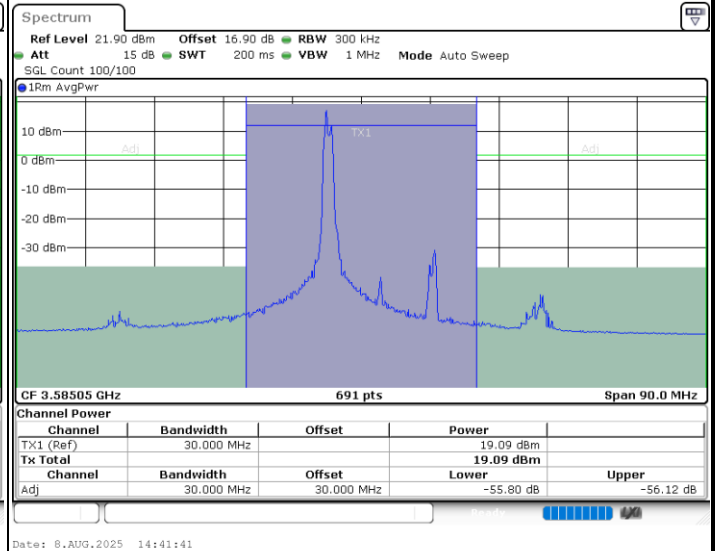 Spectrum
Ref Level 21.90 dBm Offset 16.90 dB RBW 300 kHz
Att 15 dB SWT 200 ms VBW 1 MHz Mode Auto Sweep
SGL Count 100/100
1Rm AvgPwr
10 dBm
TX1
Adj
Adj
0 dBm
-10 dBm
-20 dBm
-30 dBm
CF 3.58505 GHz 691 pts Span 90.0 MHz
Channel Power
Channel Bandwidth Offset Power
TX1 (Ref) 30.000 MHz 19.09 dBm
Tx Total 19.09 dBm
Channel Bandwidth Offset Lower Upper
Adj 30.000 MHz 30.000 MHz -55.80 dB -56.12 dB
Ready
Date: 8.AUG.2025 14:41:41